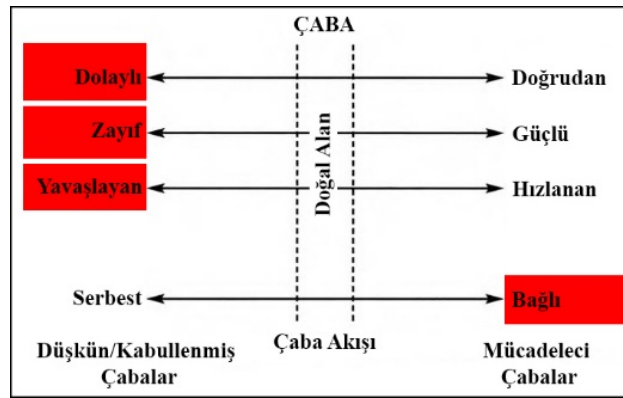 ÇABA
Dolaylı Doğrudan
Zayıf Güçlü
Doğal Alan
Yavaşlayan Hızlanan
Serbest Bağlı
Çaba Akışı
Düşkün/Kabullenmiş Çabalar
Mücadeleci Çabalar